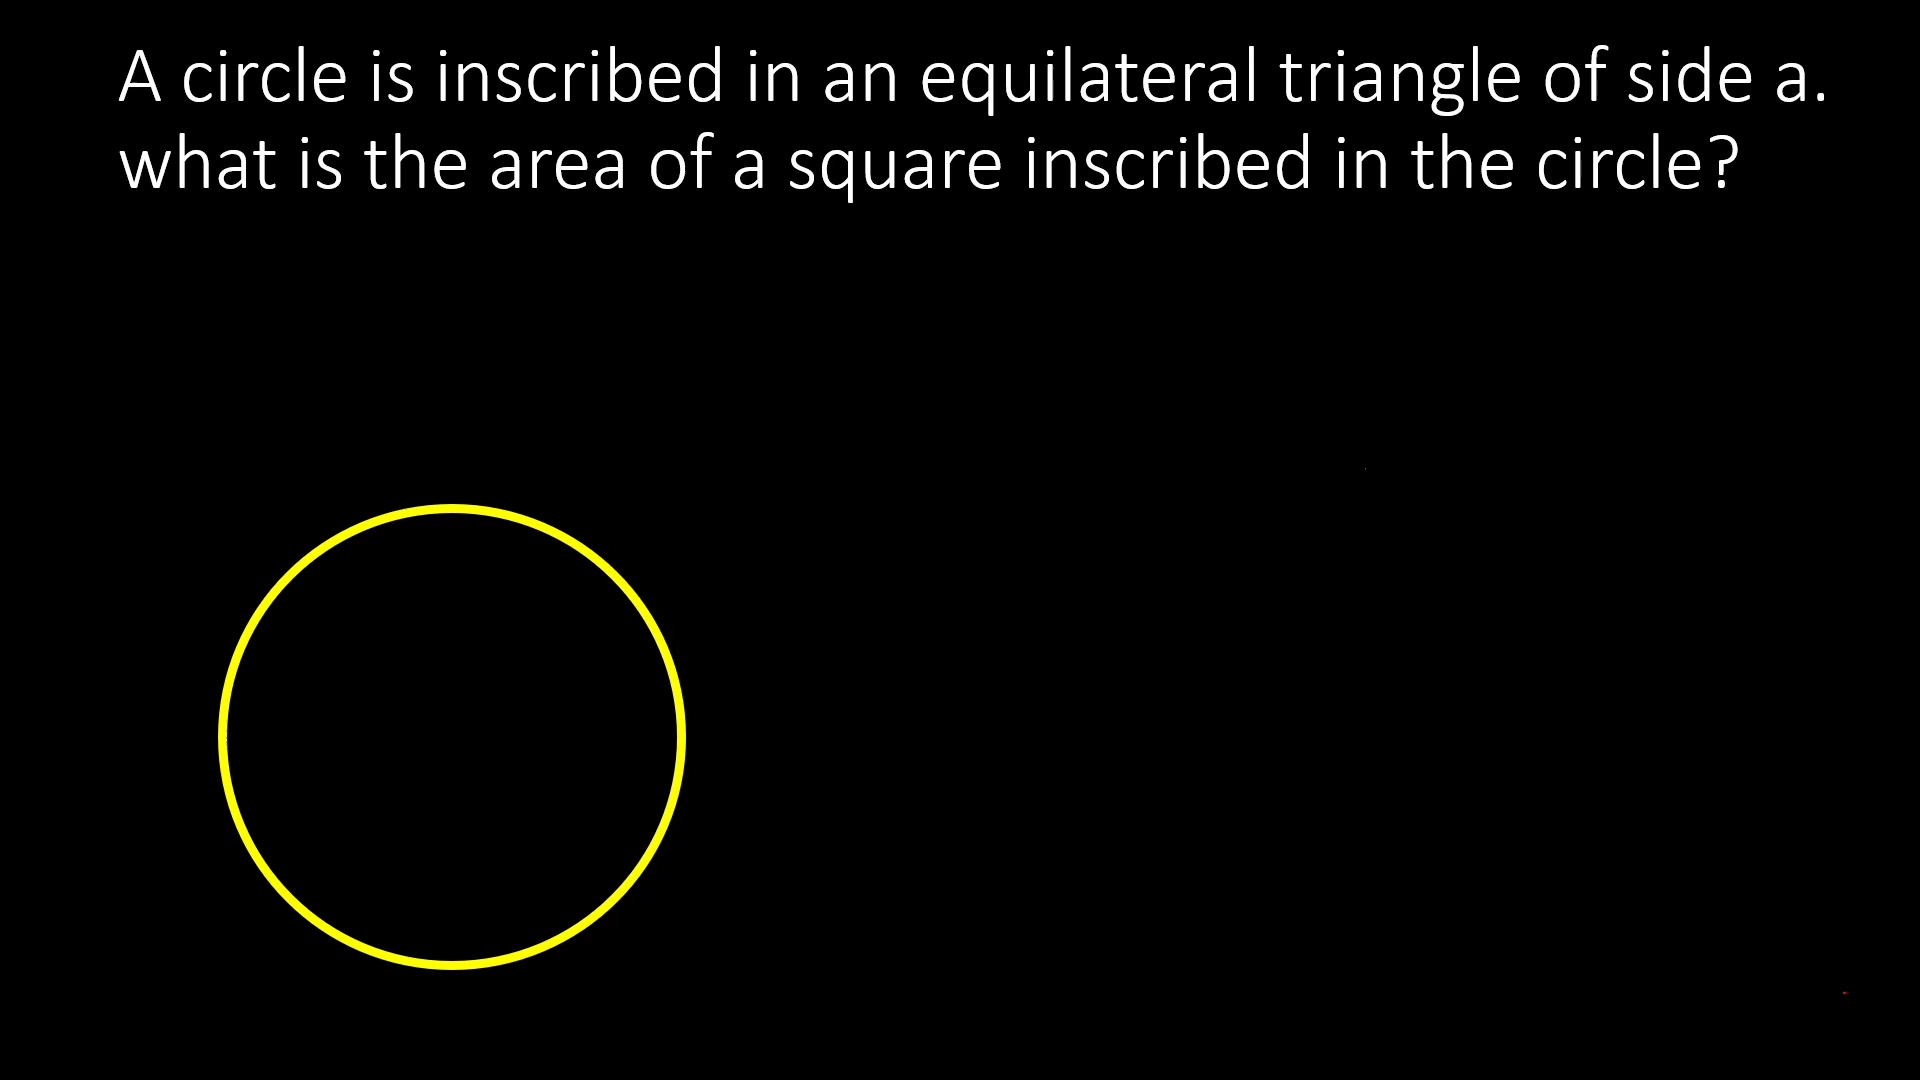 A circle is inscribed in an equilateral triangle of side a.
what is the area of a square inscribed in the circle?